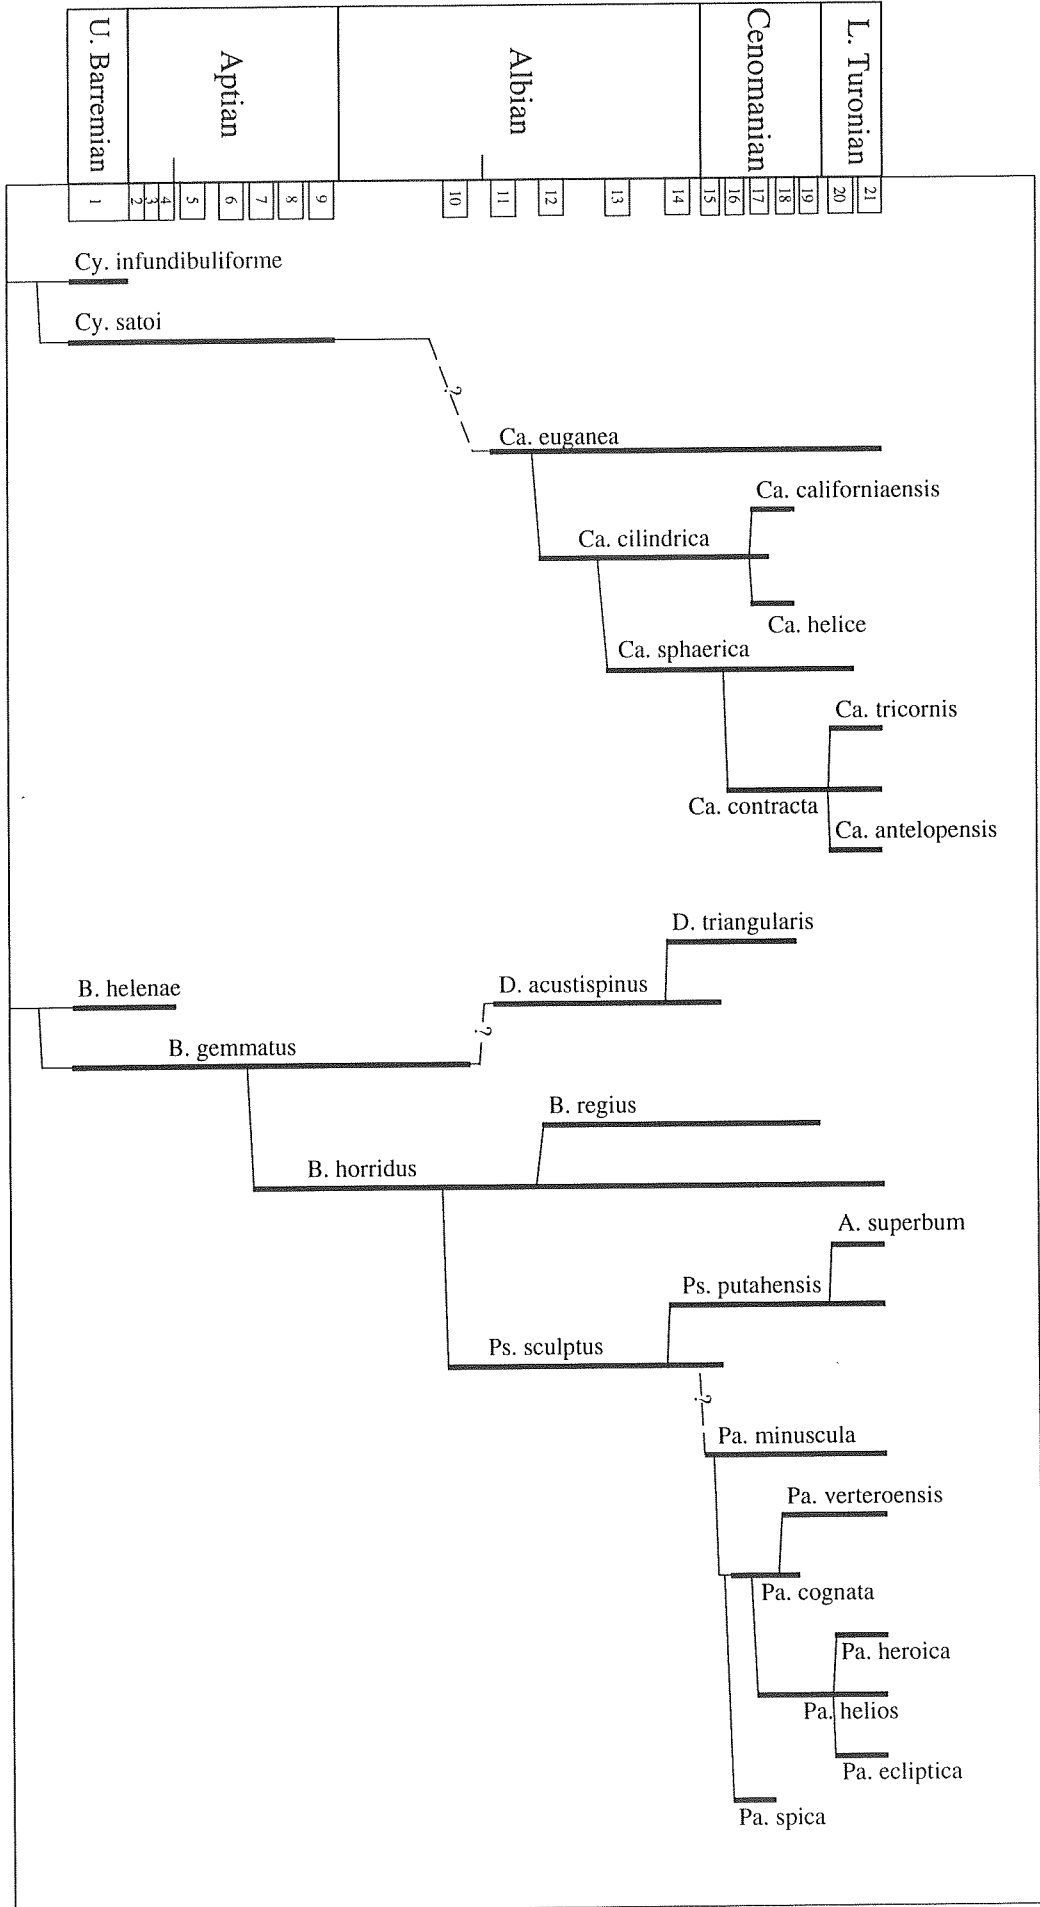 U. Barremian
Aptian
Albian
Cenomanian
L. Turonian
1
2
3
4
5
6
7
8
9
10
11
12
13
14
15
16
17
18
19
20
21
Cy. infundibuliforme
Cy. satoi
?
Ca. euganea
Ca. californiaensis
Ca. cilindrica
Ca. helice
Ca. sphaerica
Ca. tricornis
Ca. contracta
Ca. antelopensis
D. triangularis
B. helenae
D. acustispinus
?
B. gemmatus
B. regius
B. horridus
A. superbum
Ps. putahensis
Ps. sculptus
?
Pa. minuscula
Pa. verteroensis
Pa. cognata
Pa. heroica
Pa. helios
Pa. ecliptica
Pa. spica